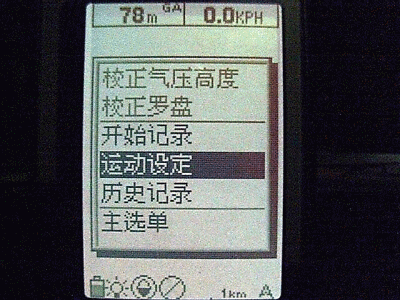 78m GA 0.0KPH
校正气压高度
校正罗盘
开始记录
运动设定
历史记录
主选单
1km A